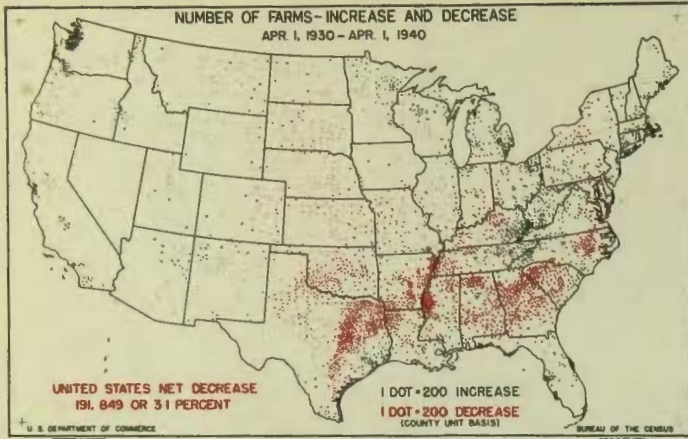 NUMBER OF FARMS-INCREASE AND DECREASE
APR. 1, 1930-APR. 1, 1940
UNITED STATES NET DECREASE
191,849 OR 3.1 PERCENT
1 DOT=200 INCREASE
1 DOT=200 DECREASE
(COUNTY UNIT BASIS)
U. S. DEPARTMENT OF COMMERCE
BUREAU OF THE CENSUS